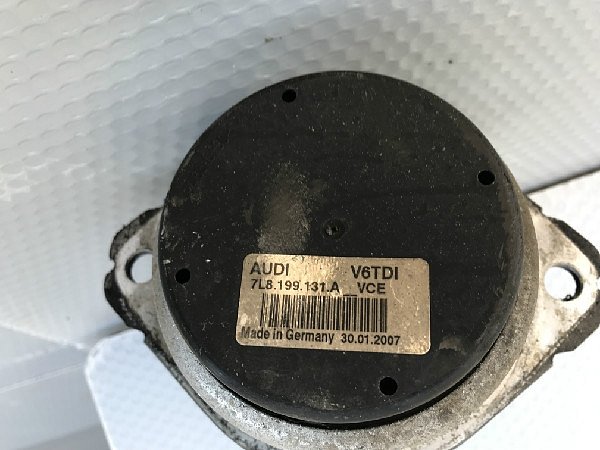 AUDI V6TDI
7L8.199.131.A VCE
Made in Germany 30.01.2007